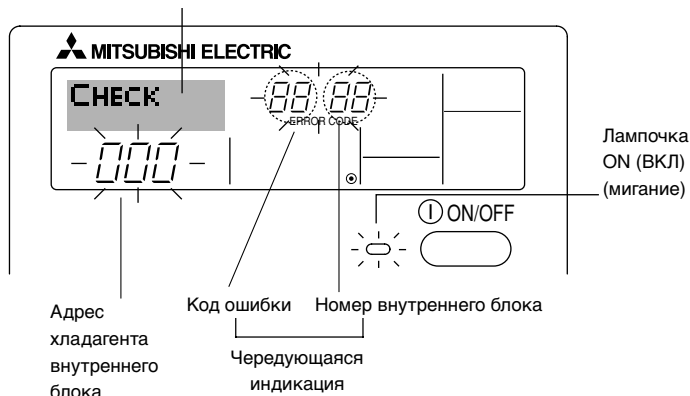 MITSUBISHI ELECTRIC
CHECK
88 88
ERROR CODE
000
ON/OFF
Лампочка
ON (ВКЛ)
(мигание)
Адрес
хладагента
внутреннего
блока
Код ошибки
Номер внутреннего блока
Чередующаяся
индикация